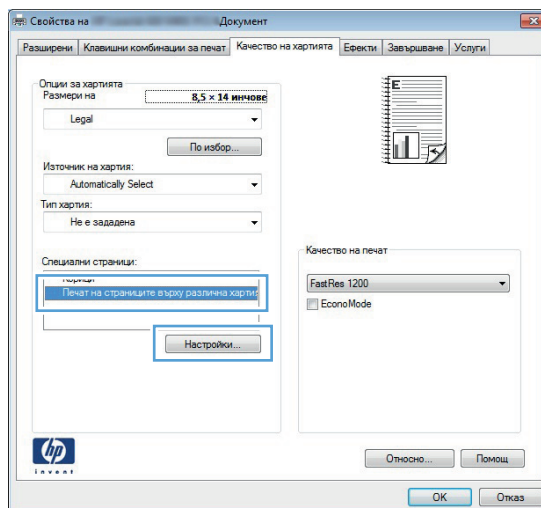 Свойства на Документ
Разширени Клавишни комбинации за печат Качество на хартията Ефекти Завършване Услуги
Опции за хартията
Размери на 8,5 × 14 инчове
Legal
По избор...
Източник на хартия:
Automatically Select
Тип хартия:
Не е зададена
Специални страници:
Корици
Печат на страниците върху различна хартия
Настройки...
Качество на печат
FastRes 1200
EconoMode
E
hp
invent
Относно... Помощ
OK Отказ